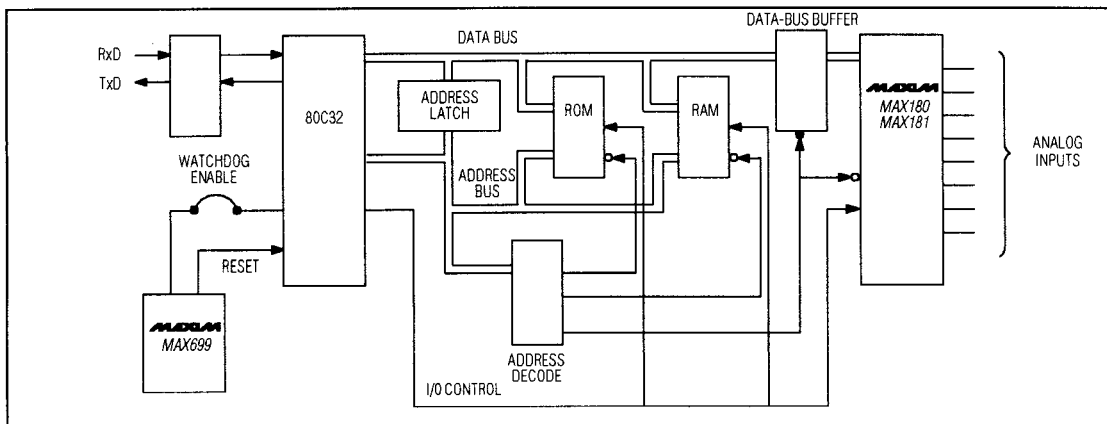 DATA-BUS BUFFER
RxD
TxD
DATA BUS
80C32
ADDRESS
LATCH
ROM
RAM
MAXIM
MAX180
MAX181
ANALOG
INPUTS
WATCHDOG
ENABLE
ADDRESS
BUS
RESET
MAXIM
MAX699
ADDRESS
DECODE
I/O CONTROL